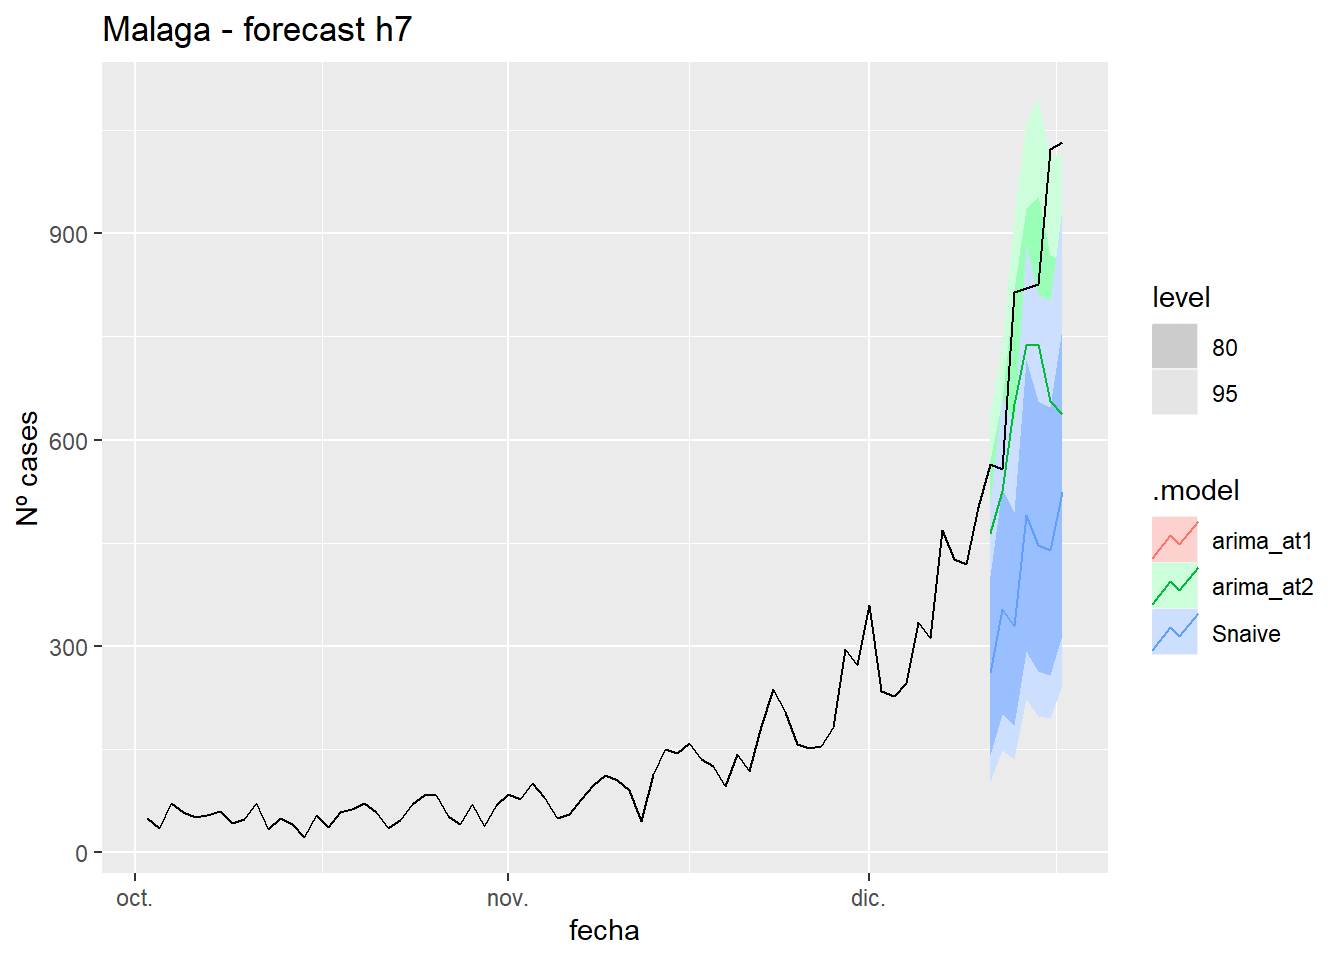 Malaga - forecast h7
Nº cases
900
600
300
0
oct.
nov.
dic.
fecha
level
80
95
.model
arima_at1
arima_at2
Snaive